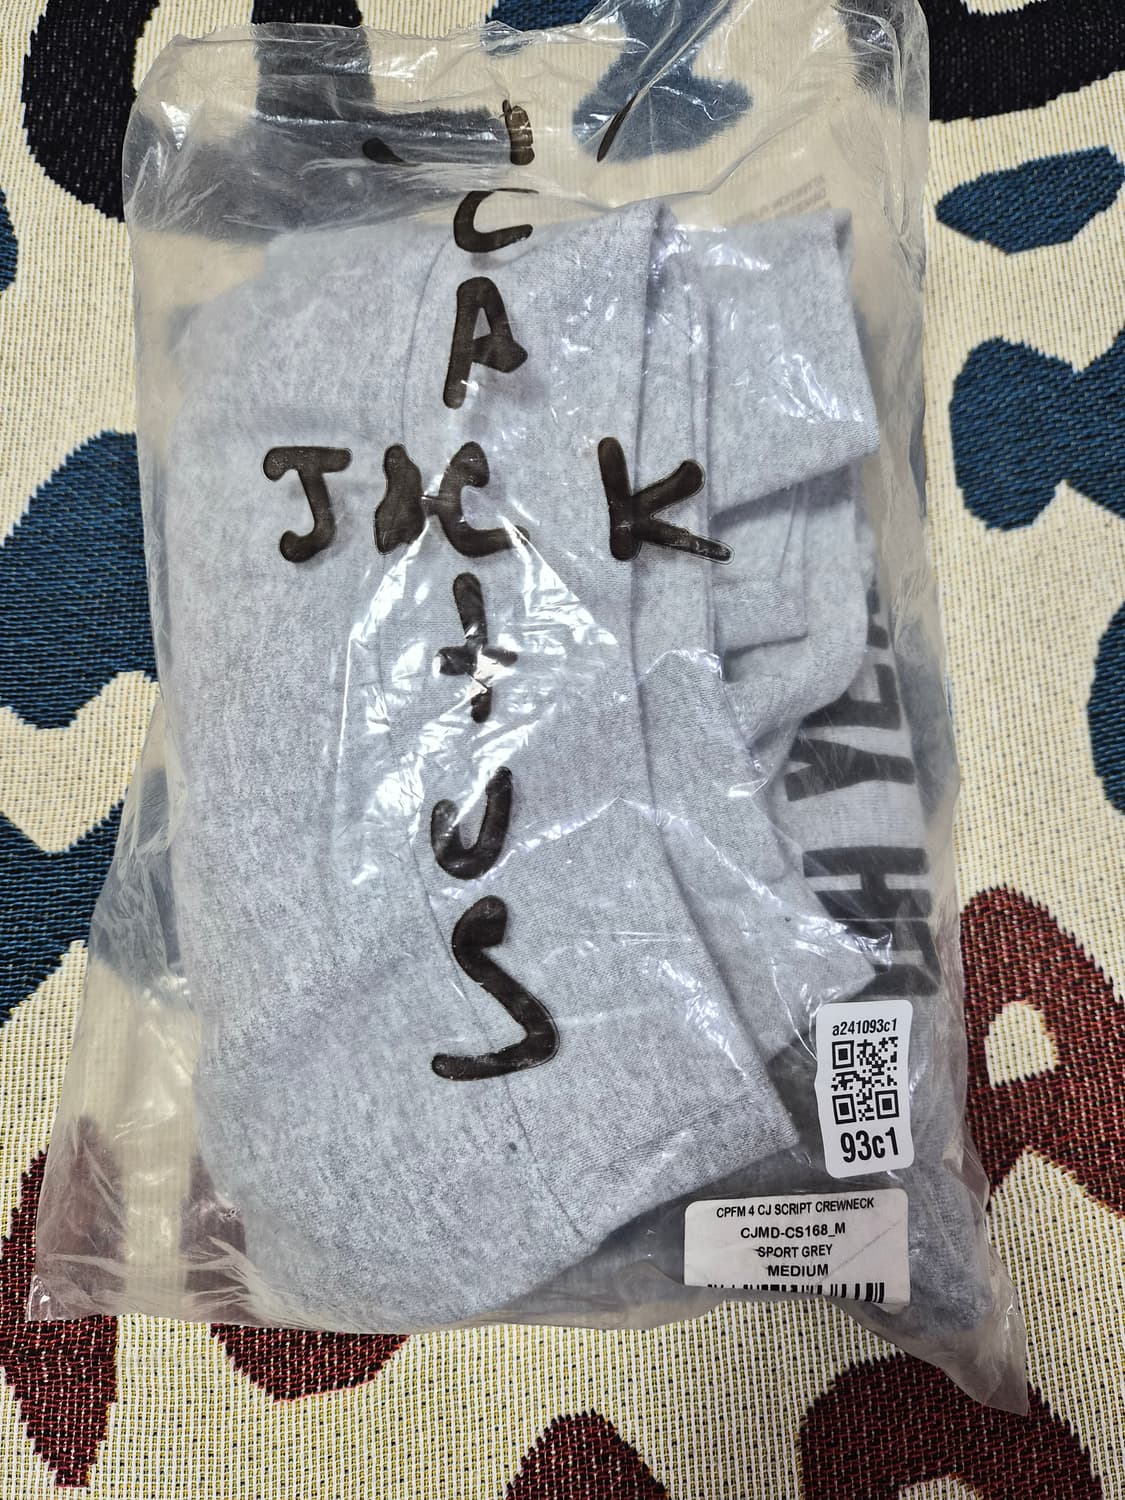 CACTUS
JACK
a241093c1
93c1
CPFM 4 CJ SCRIPT CREWNECK
CJMD-CS168_M
SPORT GREY
MEDIUM